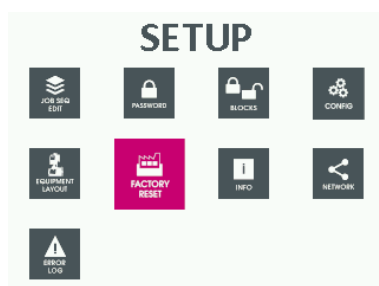 SETUP
JOB SEQ
EDIT
PASSWORD
BLOCKS
CONFIG
EQUIPMENT
LAYOUT
FACTORY
RESET
i
INFO
NETWORK
ERROR
LOG